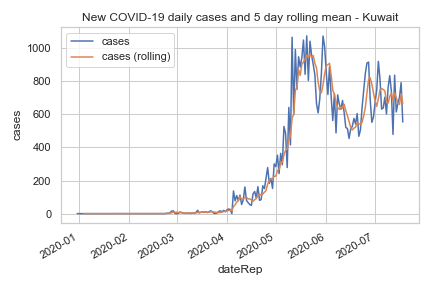 New COVID-19 daily cases and 5 day rolling mean - Kuwait
cases
cases (rolling)
1000
800
600
400
200
0
cases
2020-01
2020-02
2020-03
2020-04
2020-05
2020-06
2020-07
dateRep